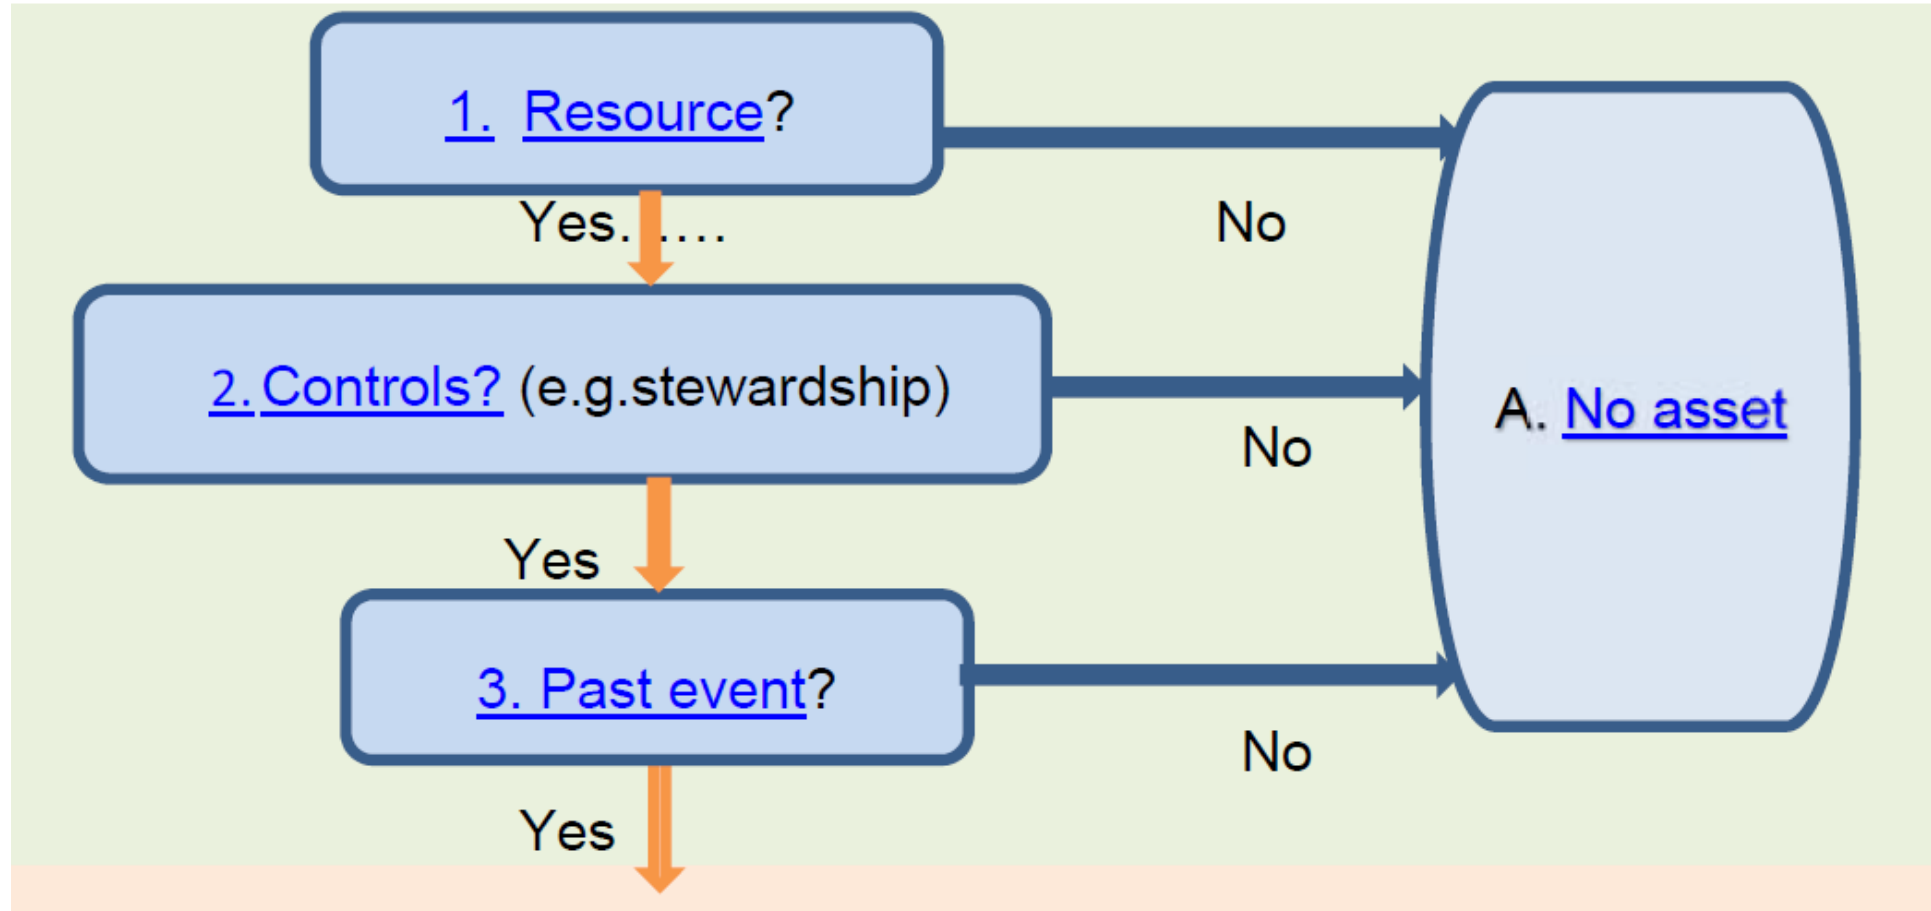 1. Resource?
Yes. ....
No
2. Controls? (e.g.stewardship)
A. No asset
No
Yes
3. Past event?
No
Yes